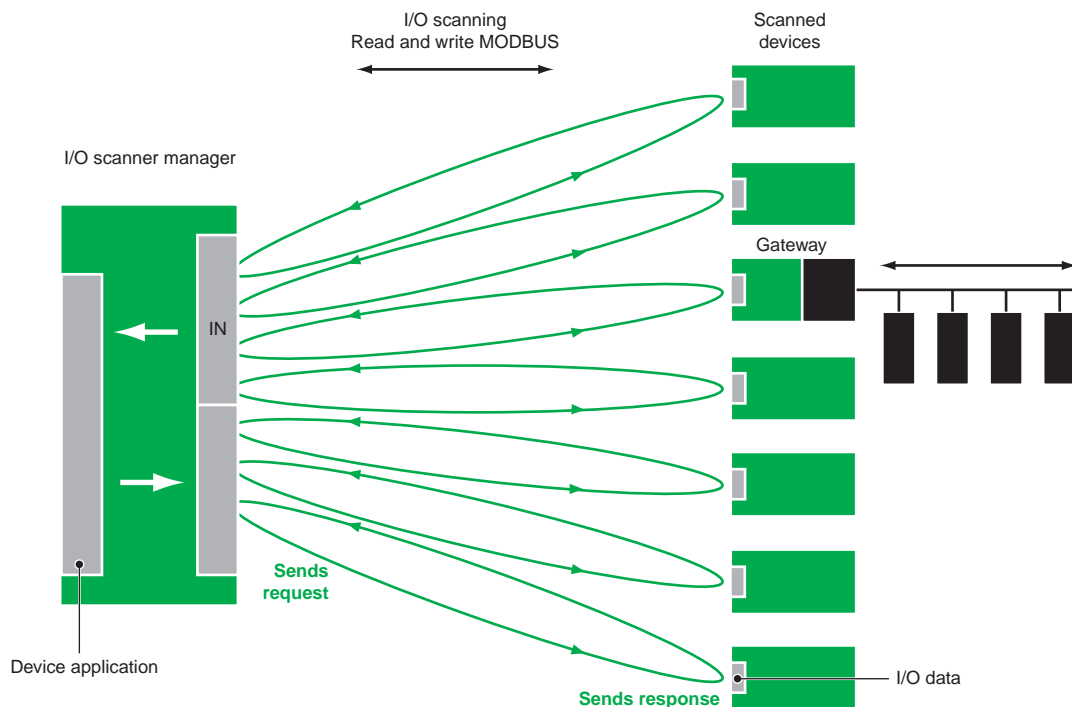 I/O scanning
Read and write MODBUS
Scanned
devices
I/O scanner manager
Gateway
IN
Sends
request
Device application
Sends response
I/O data